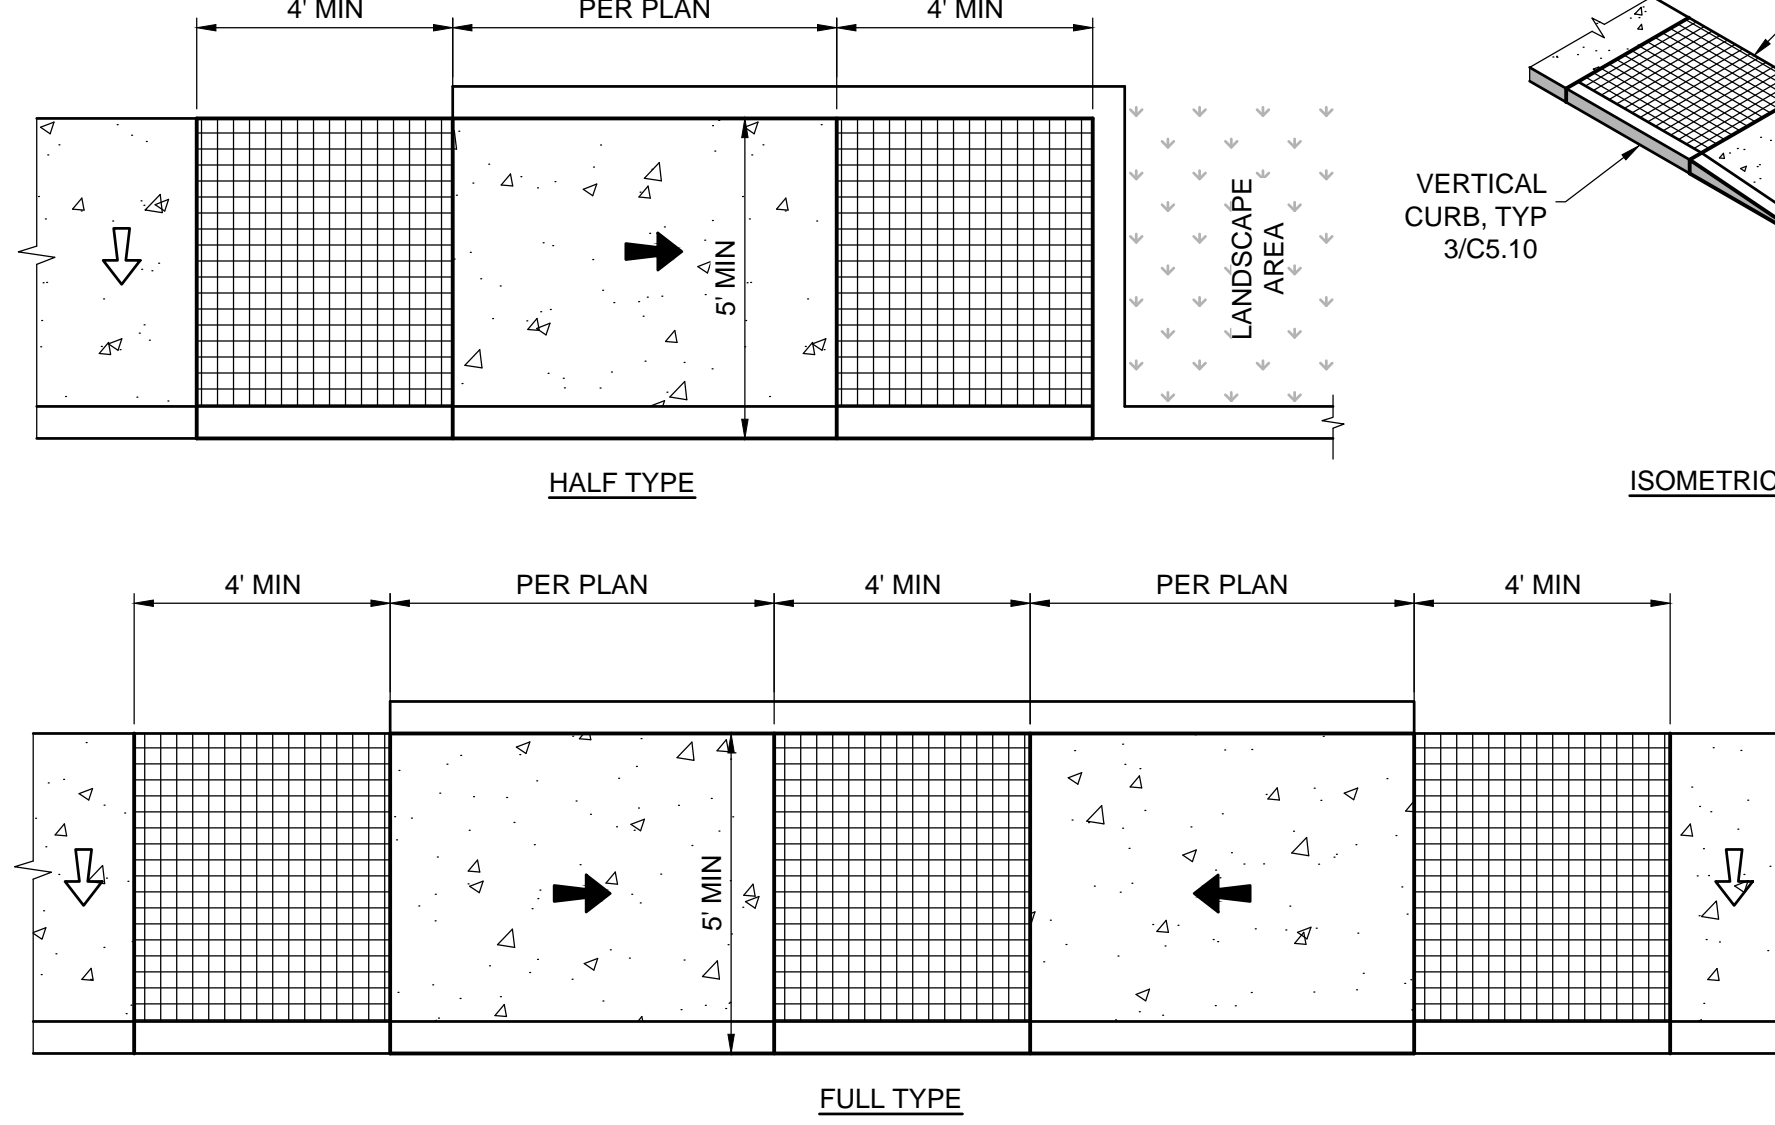 4' MIN
PER PLAN
4' MIN
5' MIN
LANDSCAPE
AREA
HALF TYPE
VERTICAL
CURB, TYP
3/C5.10
ISOMETRIC
4' MIN
PER PLAN
4' MIN
PER PLAN
4' MIN
5' MIN
FULL TYPE